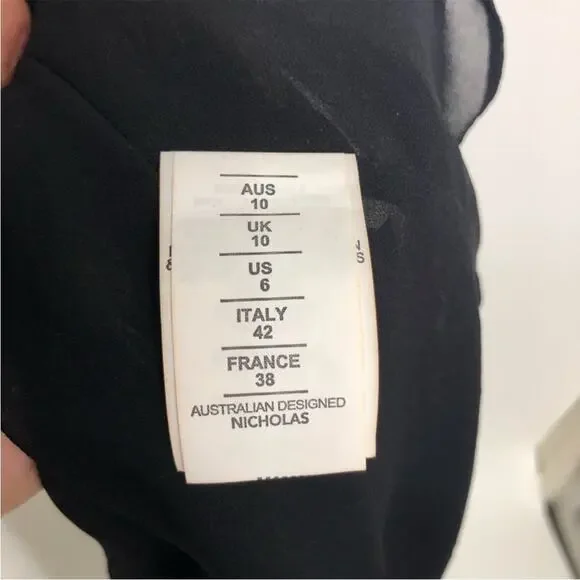 AUS
10
UK
10
US
6
ITALY
42
FRANCE
38
AUSTRALIAN DESIGNED
NICHOLAS